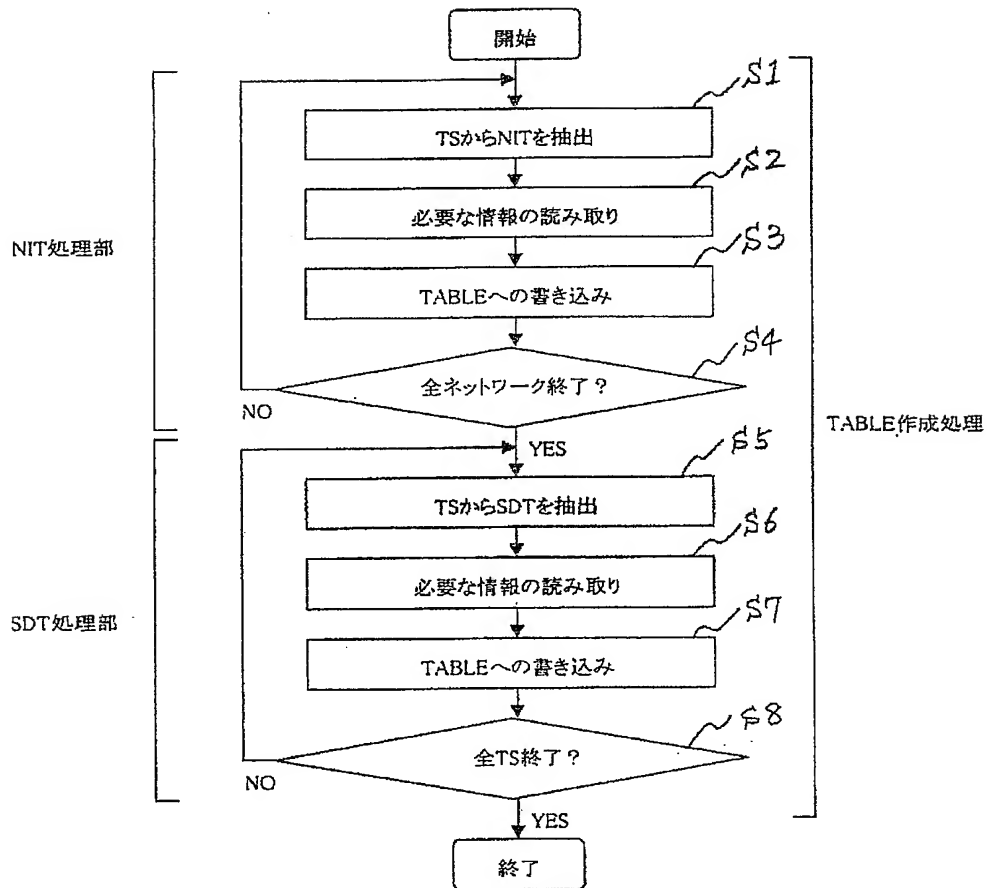 開始
S1
TSからNITを抽出
S2
必要な情報の読み取り
NIT処理部
S3
TABLEへの書き込み
S4
全ネットワーク終了？
NO
TABLE作成処理
YES
S5
TSからSDTを抽出
S6
必要な情報の読み取り
SDT処理部
S7
TABLEへの書き込み
S8
全TS終了？
NO
YES
終了